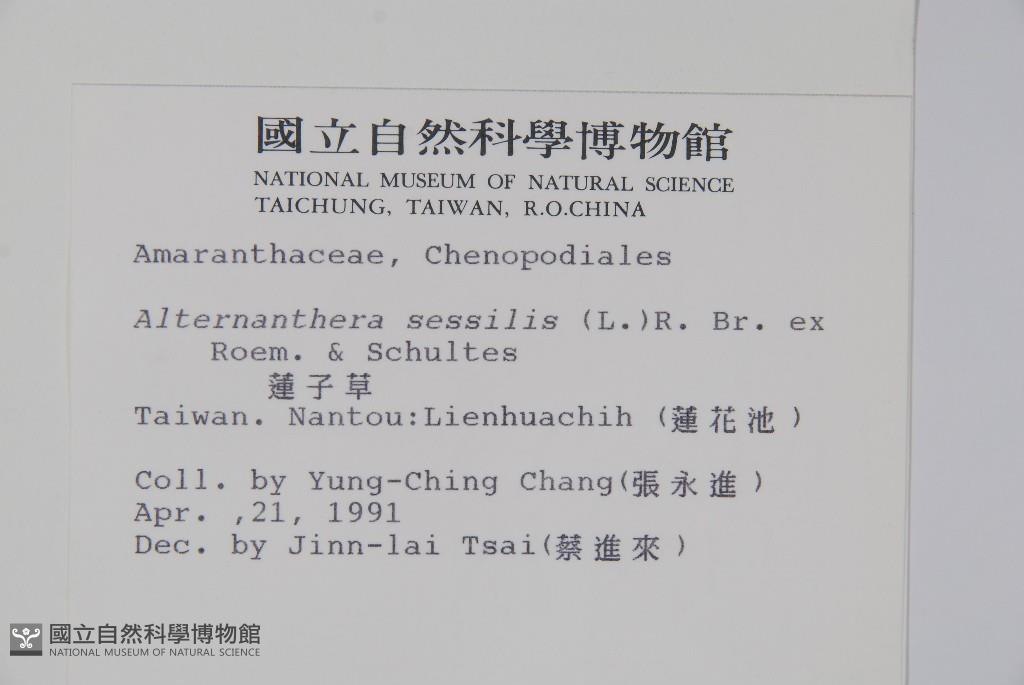 國立自然科學博物館
NATIONAL MUSEUM OF NATURAL SCIENCE
TAICHUNG, TAIWAN, R.O.CHINA
Amaranthaceae, Chenopodiales
Alternanthera sessilis (L.)R. Br. ex
Roem. & Schultes
蓮子草
Taiwan. Nantou:Lienhuachih (蓮花池)
Coll. by Yung-Ching Chang(張永進)
Apr. ,21, 1991
Dec. by Jinn-lai Tsai(蔡進來)
國立自然科學博物館
NATIONAL MUSEUM OF NATURAL SCIENCE